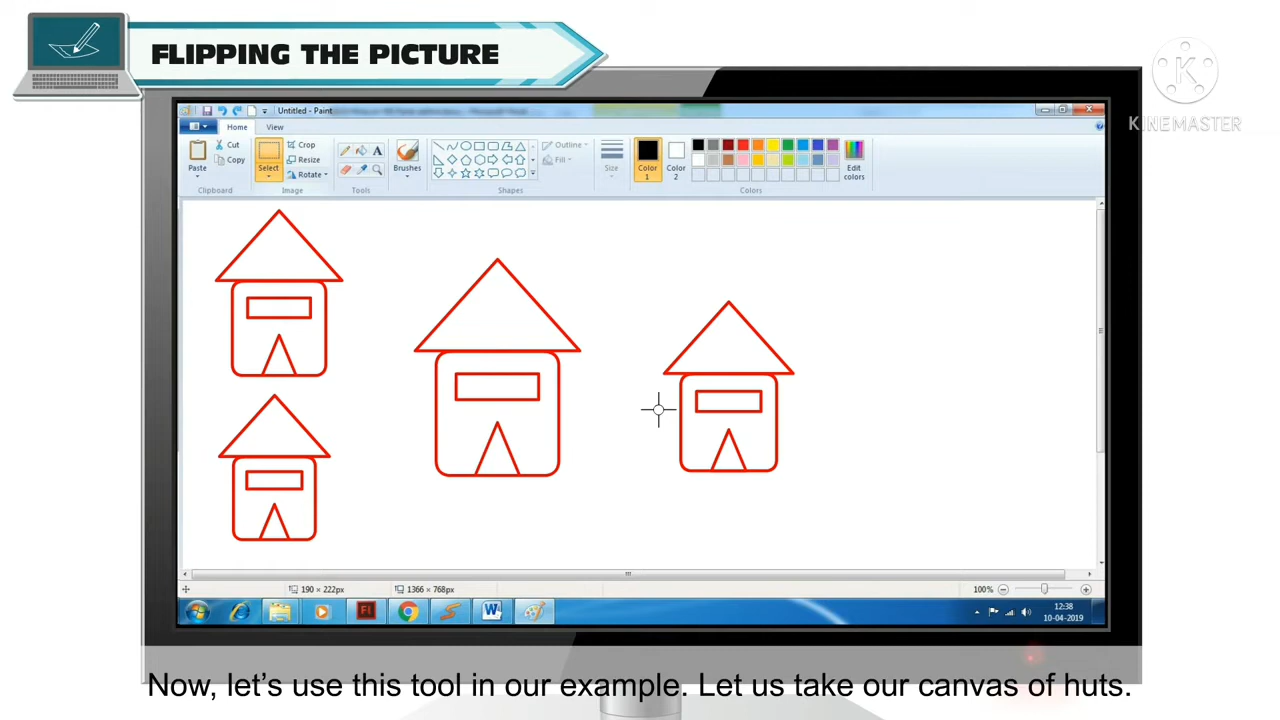 FLIPPING THE PICTURE
K
KINEMASTER
Untitled - Paint
Home View
Paste
Cut
Copy
Clipboard
Select
Crop
Resize
Rotate
Image
A
Tools
Brushes
Shapes
Outline
Fill
Size
Color 1
Color 2
Edit colors
Colors
190 × 222px
1366 × 768px
100%
Fl
W
12:38
10-04-2019
Now, let's use this tool in our example. Let us take our canvas of huts.